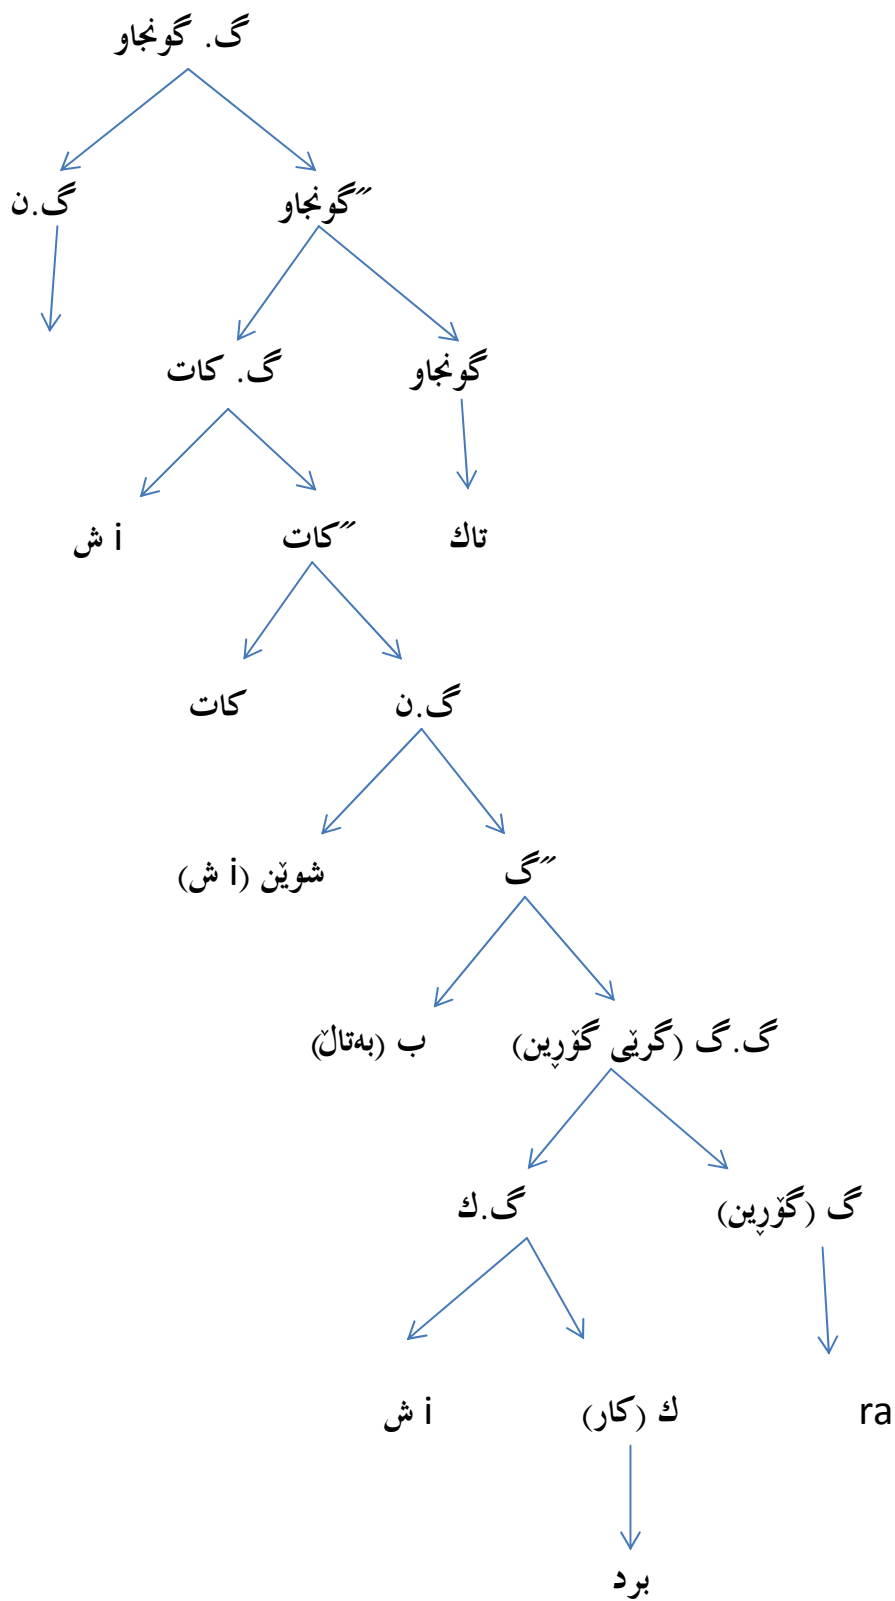 گ. گونجاو
گ.ن
گونجاو˝
گ. كات
گونجاو
ش i
كات˝
تاك
كات
گ.ن
شوێن (ش i)
گ˝
ب (بەتاڵ)
گ.گ (گرێی گۆڕین)
گ.ك
گ (گۆڕین)
ش i
ك (كار)
ra
برد